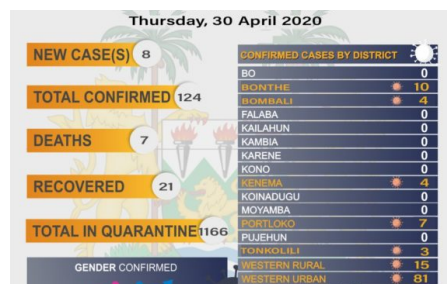 Thursday, 30 April 2020
NEW CASE(S) 8
TOTAL CONFIRMED 124
DEATHS 7
RECOVERED 21
TOTAL IN QUARANTINE 1166
GENDER CONFIRMED
CONFIRMED CASES BY DISTRICT
BO 0
BONTHE 10
BOMBALI 4
FALABA 0
KAILAHUN 0
KAMBIA 0
KARENE 0
KONO 0
KENEMA 4
KOINADUGU 0
MOYAMBA 0
PORTLOKO 7
PUJEHUN 0
TONKOLILI 3
WESTERN RURAL 15
WESTERN URBAN 81